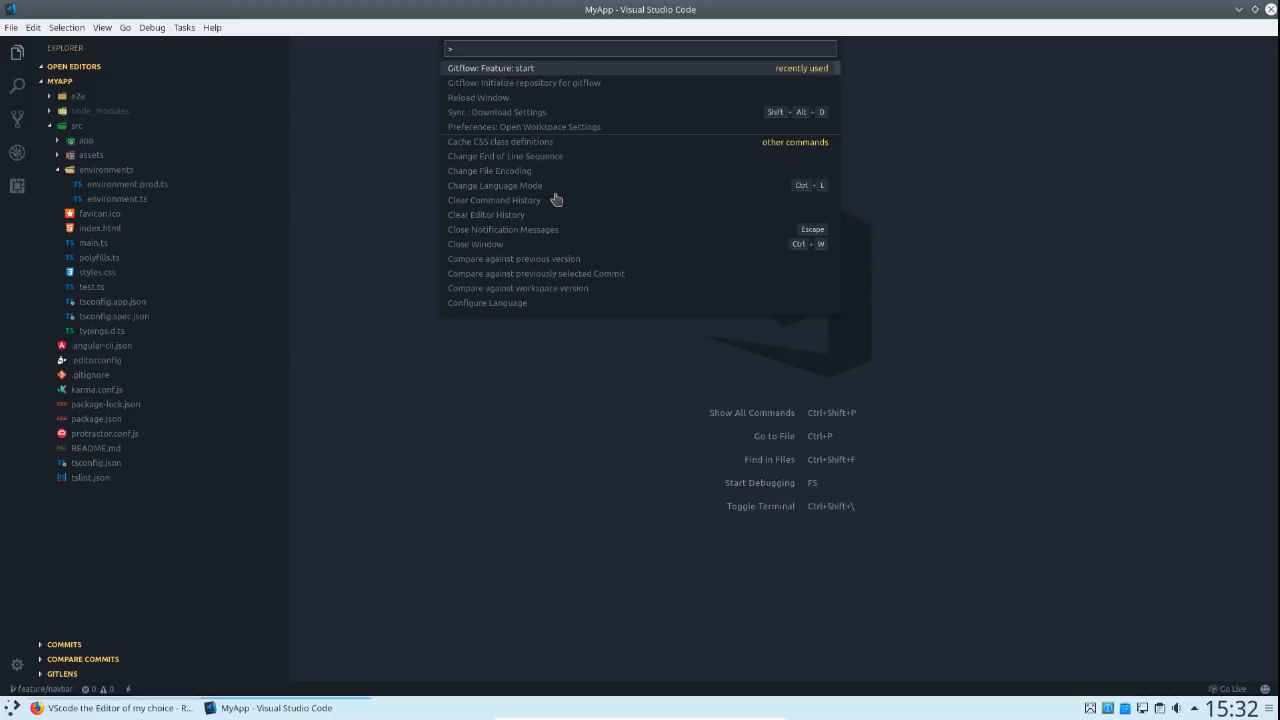 MyApp - Visual Studio Code
File Edit Selection View Go Debug Tasks Help
EXPLORER
OPEN EDITORS
MYAPP
e2e
node_modules
src
app
assets
environments
TS environment.prod.ts
TS environment.ts
favicon.ico
index.html
TS main.ts
TS polyfills.ts
styles.css
TS test.ts
tsconfig.app.json
tsconfig.spec.json
TS typings.d.ts
.angular-cli.json
.editorconfig
.gitignore
karma.conf.js
package-lock.json
package.json
protractor.conf.js
README.md
tsconfig.json
tslint.json
COMMITS
COMPARE COMMITS
GITLENS
>
Gitflow: Feature: start recently used
Gitflow: Initialize repository for gitflow
Reload Window
Sync : Download Settings Shift + Alt + D
Preferences: Open Workspace Settings
Cache CSS class definitions other commands
Change End of Line Sequence
Change File Encoding
Change Language Mode Ctrl + L
Clear Command History
Clear Editor History
Close Notification Messages Escape
Close Window Ctrl + W
Compare against previous version
Compare against previously selected Commit
Compare against workspace version
Configure Language
Show All Commands Ctrl+Shift+P
Go to File Ctrl+P
Find in Files Ctrl+Shift+F
Start Debugging F5
Toggle Terminal Ctrl+Shift+\
feature/navbar 0 0 Go Live
VScode the Editor of my choice - R... MyApp - Visual Studio Code 15:32